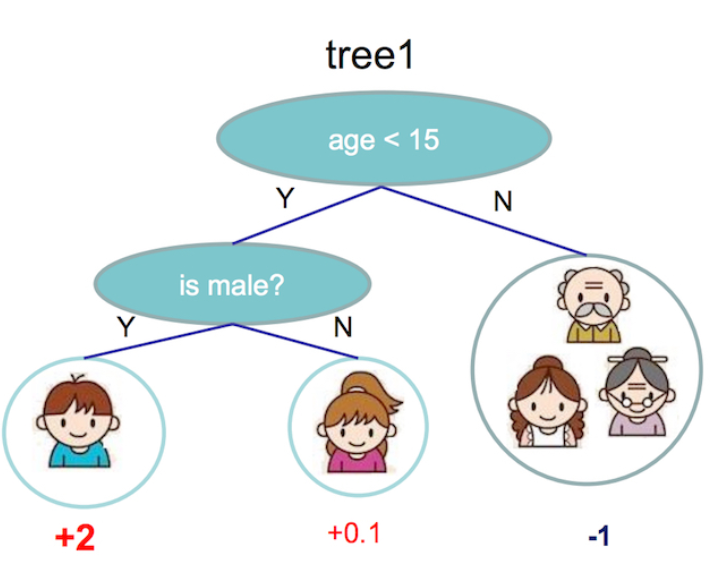 tree1
age < 15
Y
N
is male?
Y
N
+2
+0.1
-1